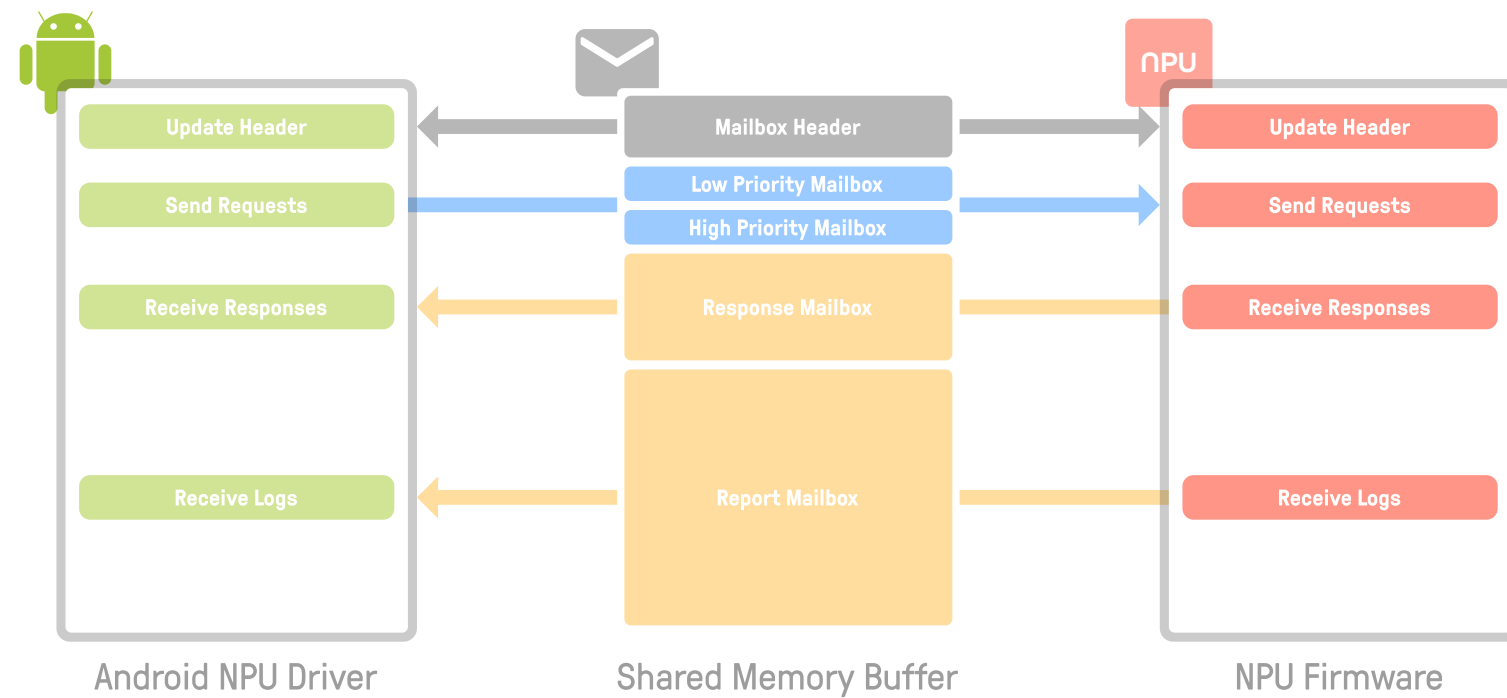 NPU
Update Header
Mailbox Header
Update Header
Low Priority Mailbox
Send Requests
Send Requests
High Priority Mailbox
Receive Responses
Response Mailbox
Receive Responses
Receive Logs
Report Mailbox
Receive Logs
Android NPU Driver
Shared Memory Buffer
NPU Firmware